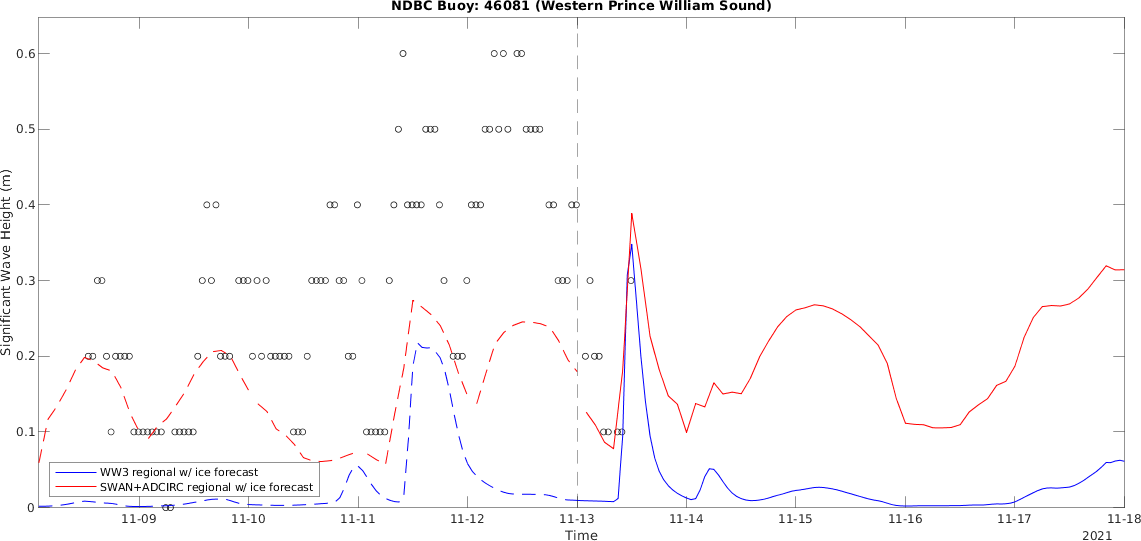 NDBC Buoy: 46081 (Western Prince William Sound)
Significant Wave Height (m)
0.6
0.5
0.4
0.3
0.2
0.1
0
WW3 regional w/ ice forecast
SWAN+ADCIRC regional w/ ice forecast
11-09 11-10 11-11 11-12 11-13 11-14 11-15 11-16 11-17 11-18
Time
2021